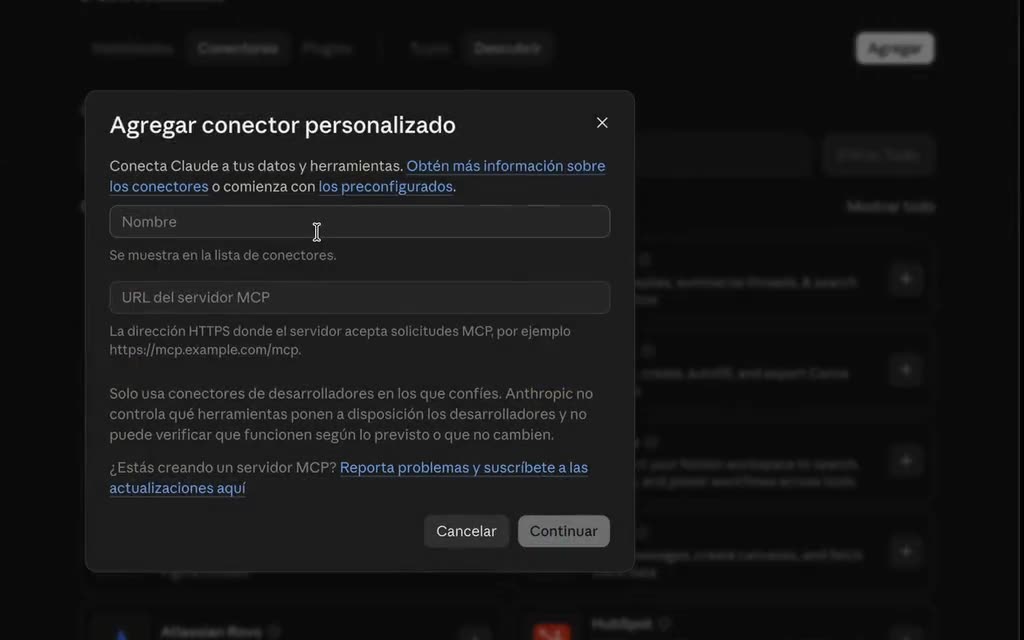 Conectores
Descubrir
Agregar
Agregar conector personalizado
Conecta Claude a tus datos y herramientas. Obtén más información sobre
los conectores o comienza con los preconfigurados.
Nombre
Se muestra en la lista de conectores.
URL del servidor MCP
La dirección HTTPS donde el servidor acepta solicitudes MCP, por ejemplo
https://mcp.example.com/mcp.
Solo usa conectores de desarrolladores en los que confíes. Anthropic no
controla qué herramientas ponen a disposición los desarrolladores y no
puede verificar que funcionen según lo previsto o que no cambien.
¿Estás creando un servidor MCP? Reporta problemas y suscríbete a las
actualizaciones aquí
Cancelar
Continuar
Mostrar todo
HubSpot